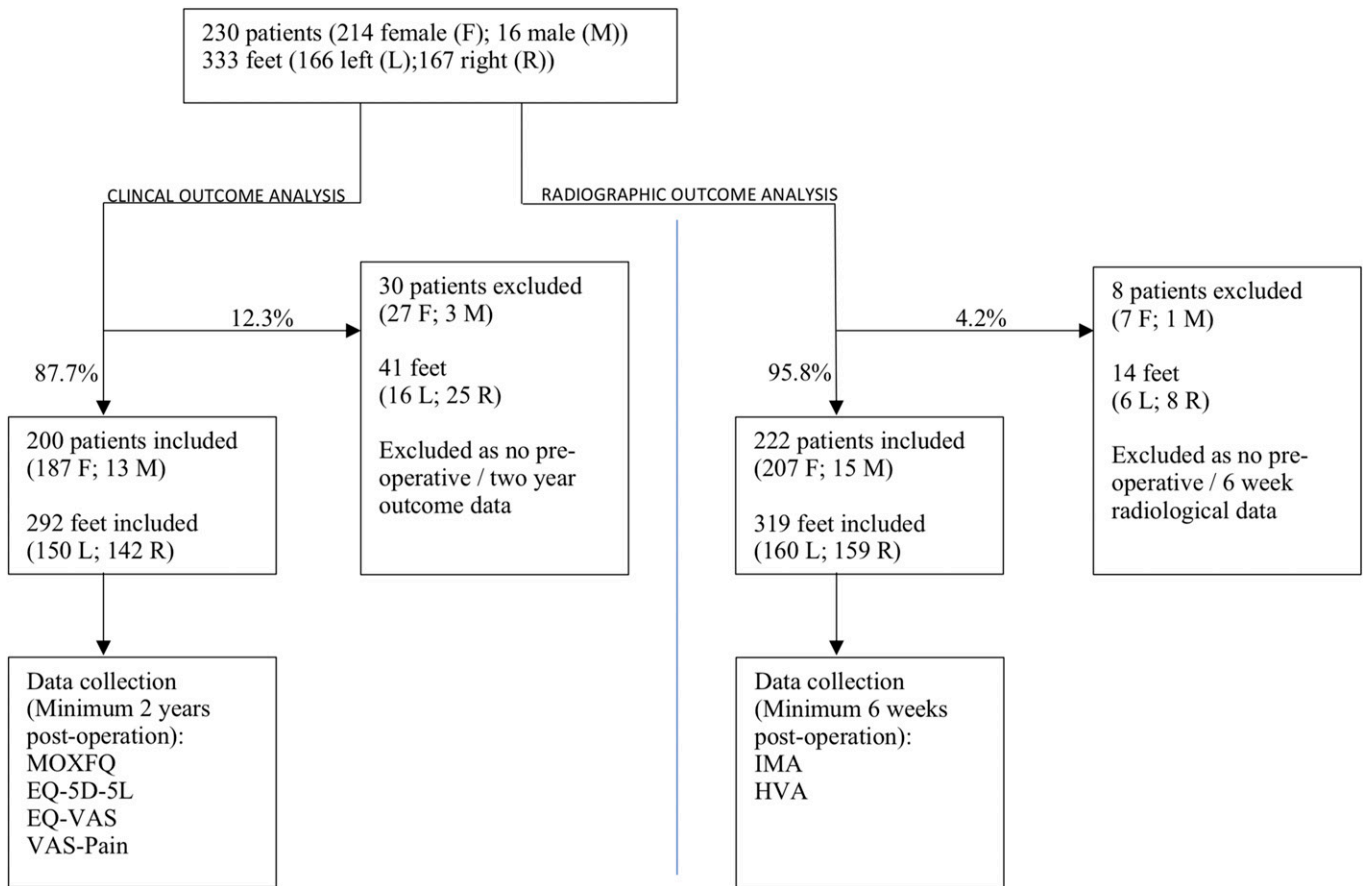 230 patients (214 female (F); 16 male (M))
333 feet (166 left (L);167 right (R))
CLINCAL OUTCOME ANALYSIS
RADIOGRAPHIC OUTCOME ANALYSIS
30 patients excluded
(27 F; 3 M)
41 feet
(16 L; 25 R)
Excluded as no pre-
operative / two year
outcome data
12.3%
87.7%
200 patients included
(187 F; 13 M)
292 feet included
(150 L; 142 R)
Data collection
(Minimum 2 years
post-operation):
MOXFQ
EQ-5D-5L
EQ-VAS
VAS-Pain
8 patients excluded
(7 F; 1 M)
14 feet
(6 L; 8 R)
Excluded as no pre-
operative / 6 week
radiological data
4.2%
95.8%
222 patients included
(207 F; 15 M)
319 feet included
(160 L; 159 R)
Data collection
(Minimum 6 weeks
post-operation):
IMA
HVA